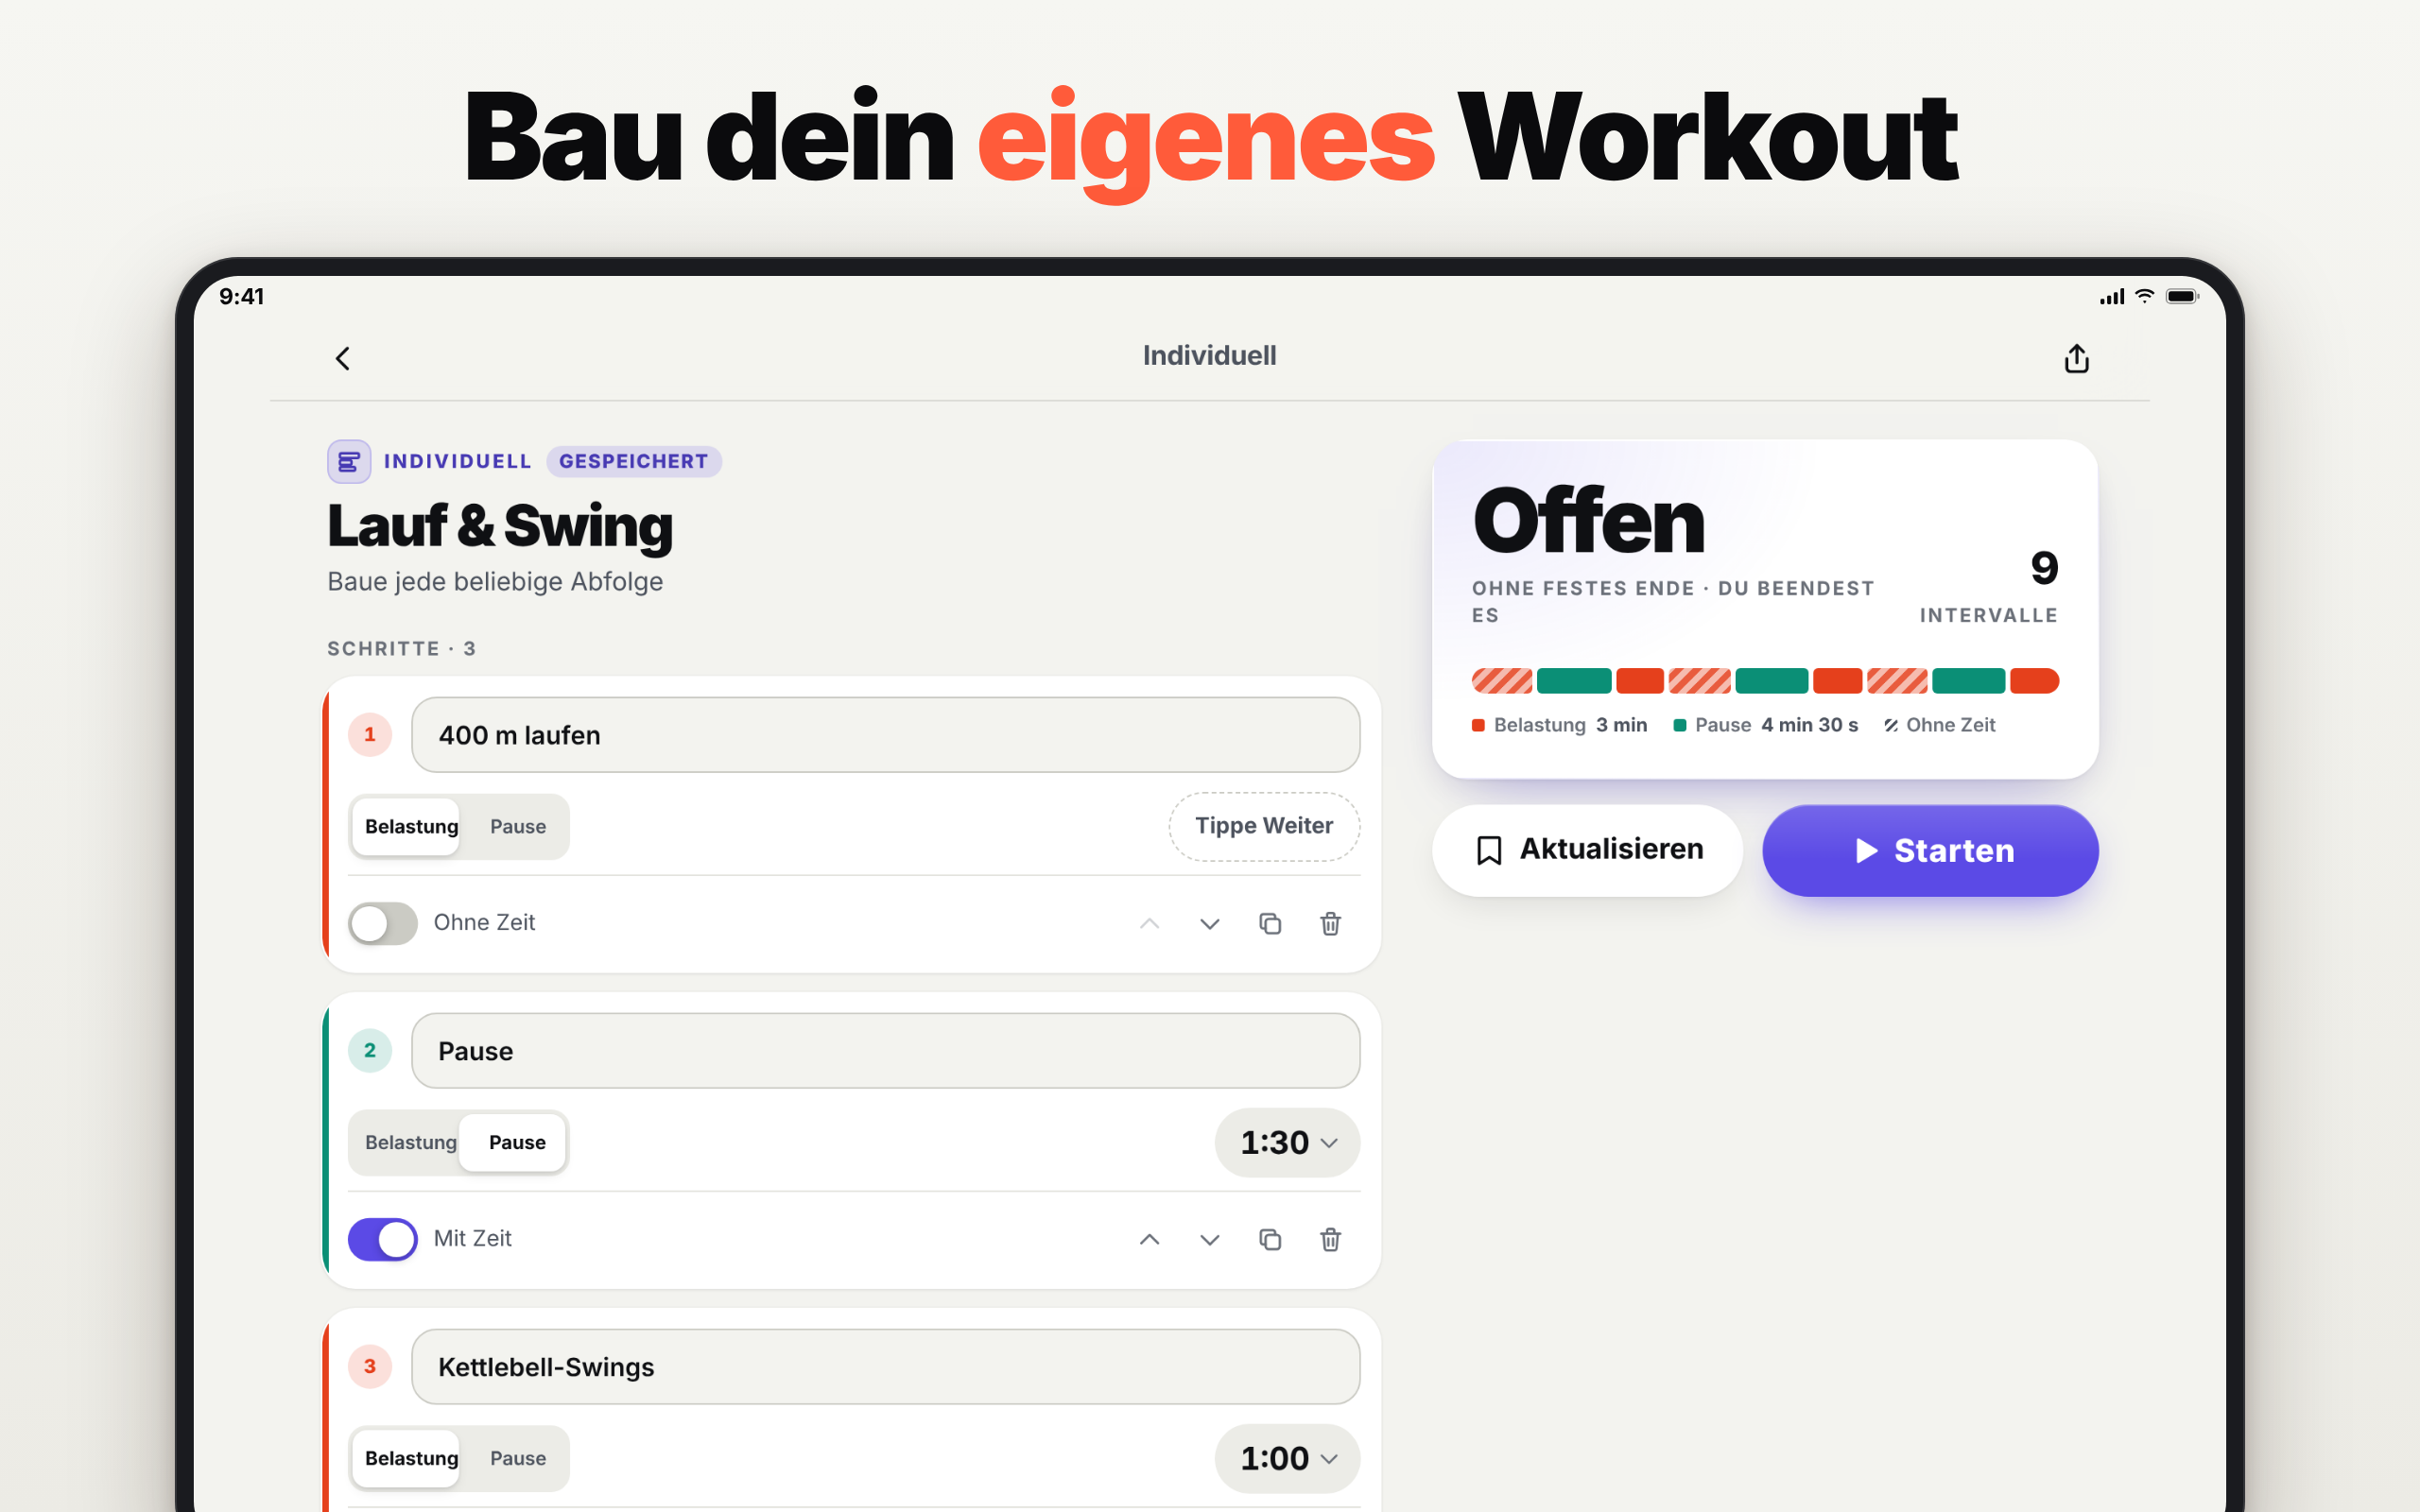 Bau dein eigenes Workout
9:41
Individuell
INDIVIDUELL GESPEICHERT
Lauf & Swing
Baue jede beliebige Abfolge
SCHRITTE · 3
1 400 m laufen
Belastung Pause Tippe Weiter
Ohne Zeit
2 Pause
Belastung Pause 1:30
Mit Zeit
3 Kettlebell-Swings
Belastung Pause 1:00
Offen
OHNE FESTES ENDE · DU BEENDEST
ES
9
INTERVALLE
Belastung 3 min Pause 4 min 30 s Ohne Zeit
Aktualisieren Starten